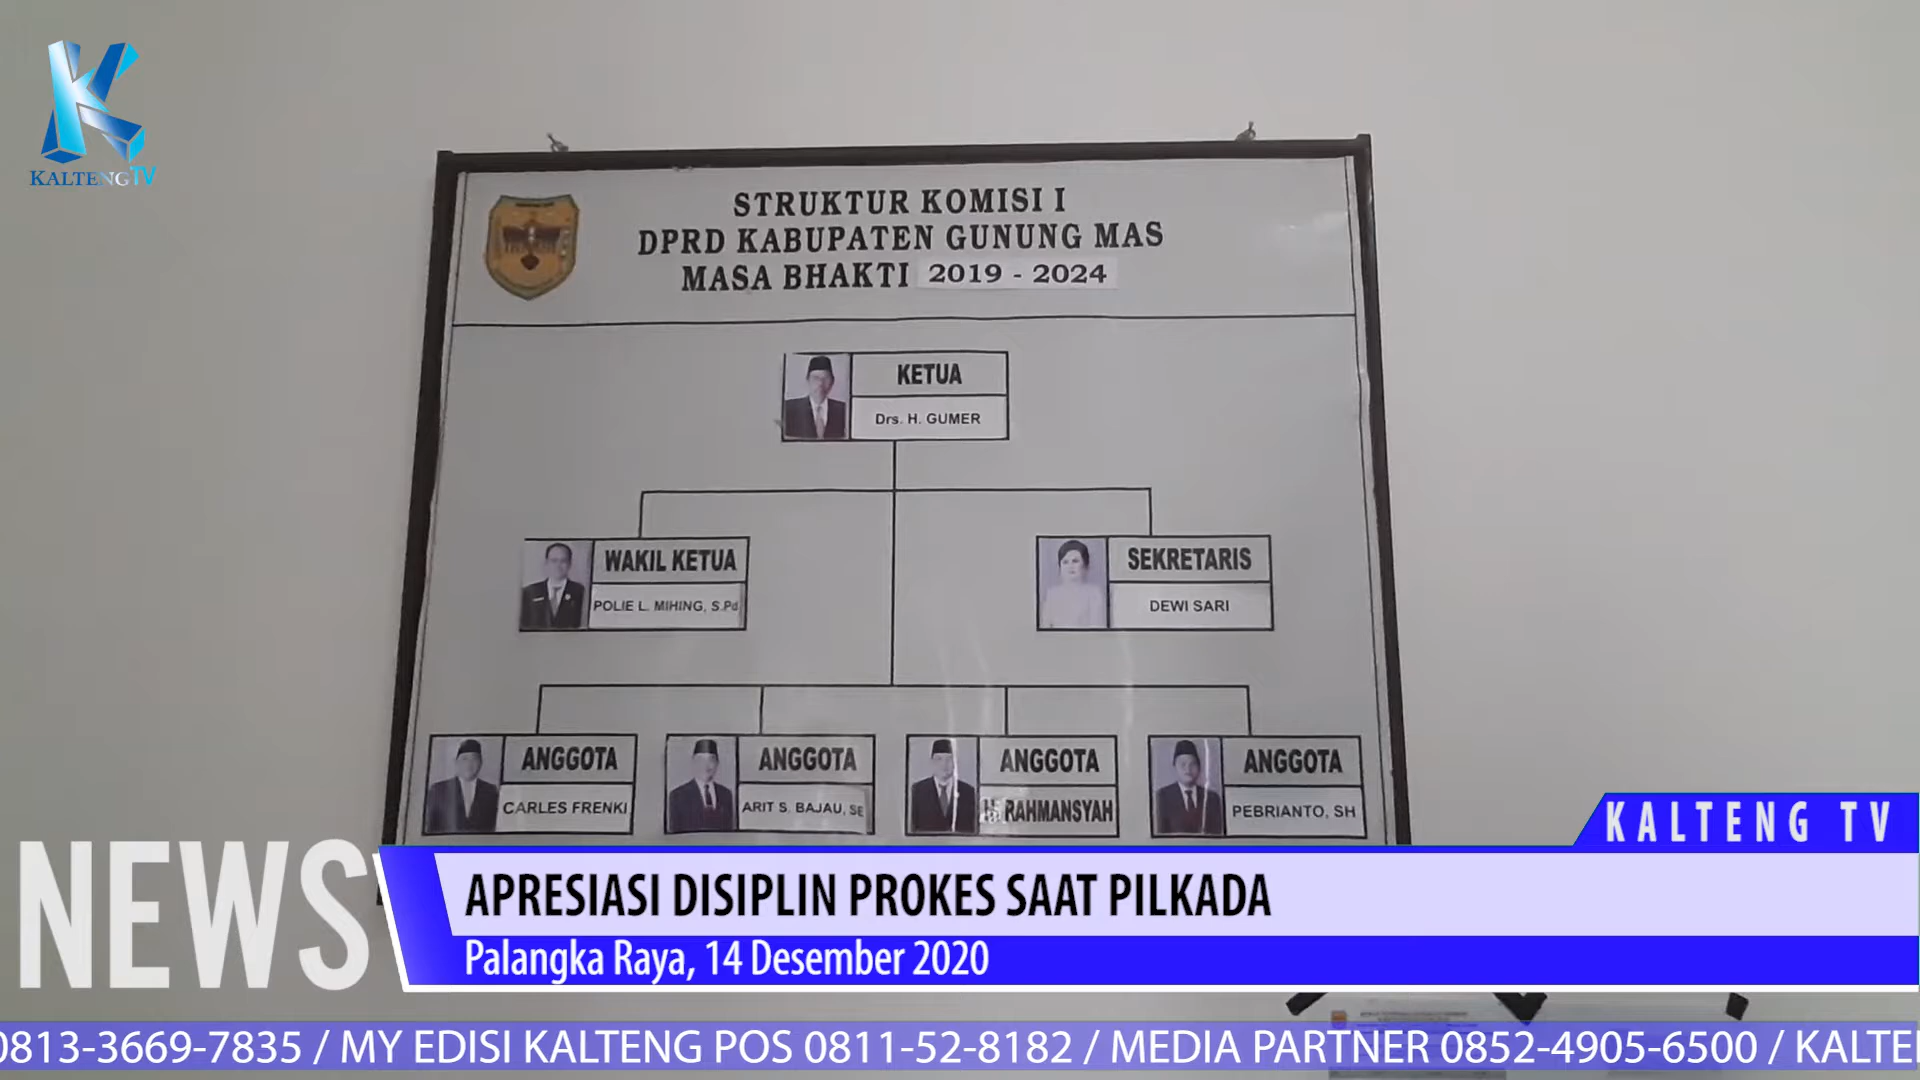 KALTENGTV
STRUKTUR KOMISI I
DPRD KABUPATEN GUNUNG MAS
MASA BHAKTI 2019 - 2024
KETUA
Drs. H. GUMER
WAKIL KETUA
POLIE L. MIHING, S.Pd
SEKRETARIS
DEWI SARI
ANGGOTA
CARLES FRENKI
ANGGOTA
ARIT S. BAJAU, SE
ANGGOTA
H. RAHMANSYAH
ANGGOTA
PEBRIANTO, SH
KALTENG TV
NEWS
APRESIASI DISIPLIN PROKES SAAT PILKADA
Palangka Raya, 14 Desember 2020
0813-3669-7835 / MY EDISI KALTENG POS 0811-52-8182 / MEDIA PARTNER 0852-4905-6500 / KALTE